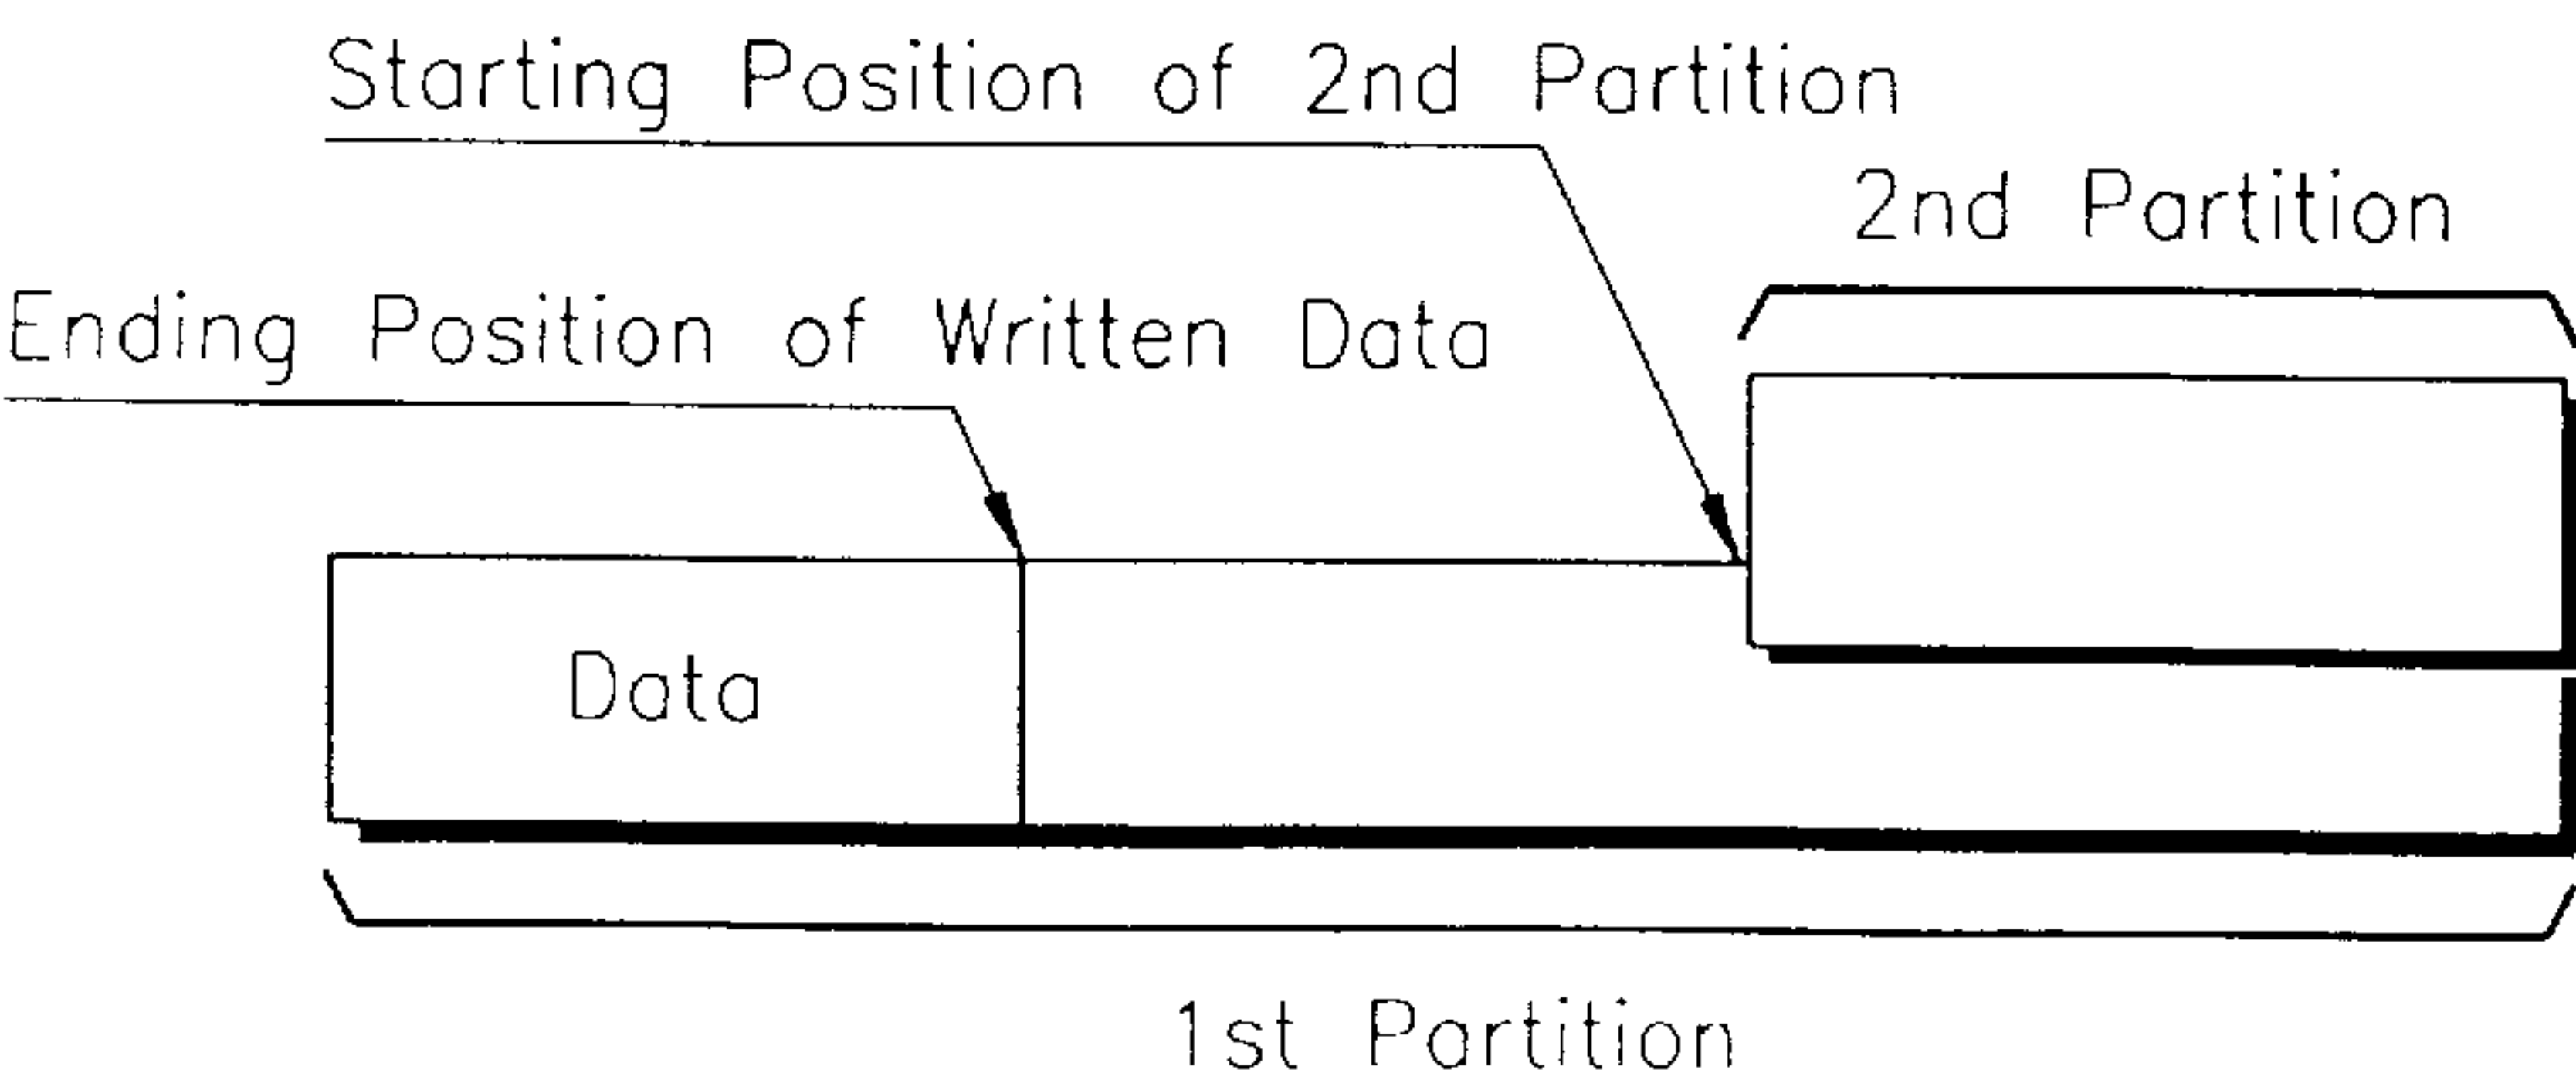 Starting Position of 2nd Partition
2nd Partition
Ending Position of Written Data
Data
1st Partition